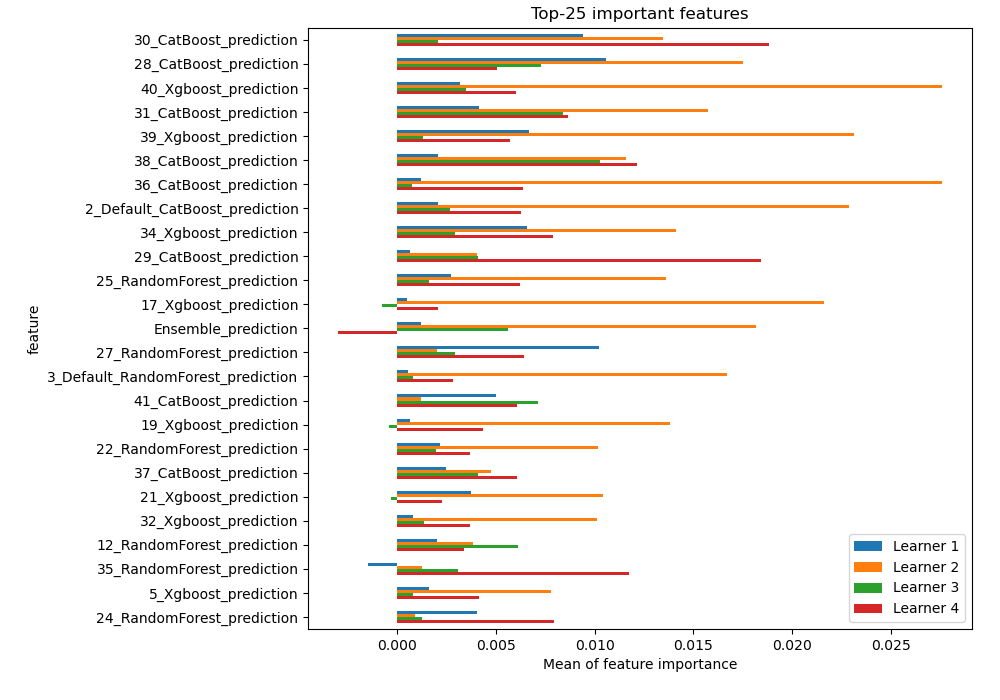 Top-25 important features
feature
30_CatBoost_prediction
28_CatBoost_prediction
40_Xgboost_prediction
31_CatBoost_prediction
39_Xgboost_prediction
38_CatBoost_prediction
36_CatBoost_prediction
2_Default_CatBoost_prediction
34_Xgboost_prediction
29_CatBoost_prediction
25_RandomForest_prediction
17_Xgboost_prediction
Ensemble_prediction
27_RandomForest_prediction
3_Default_RandomForest_prediction
41_CatBoost_prediction
19_Xgboost_prediction
22_RandomForest_prediction
37_CatBoost_prediction
21_Xgboost_prediction
32_Xgboost_prediction
12_RandomForest_prediction
35_RandomForest_prediction
5_Xgboost_prediction
24_RandomForest_prediction
Learner 1
Learner 2
Learner 3
Learner 4
0.000 0.005 0.010 0.015 0.020 0.025
Mean of feature importance